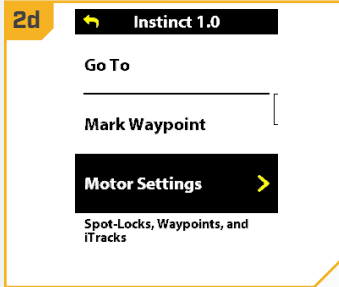 2d
Instinct 1.0
Go To
Mark Waypoint
Motor Settings
Spot-Locks, Waypoints, and
iTracks